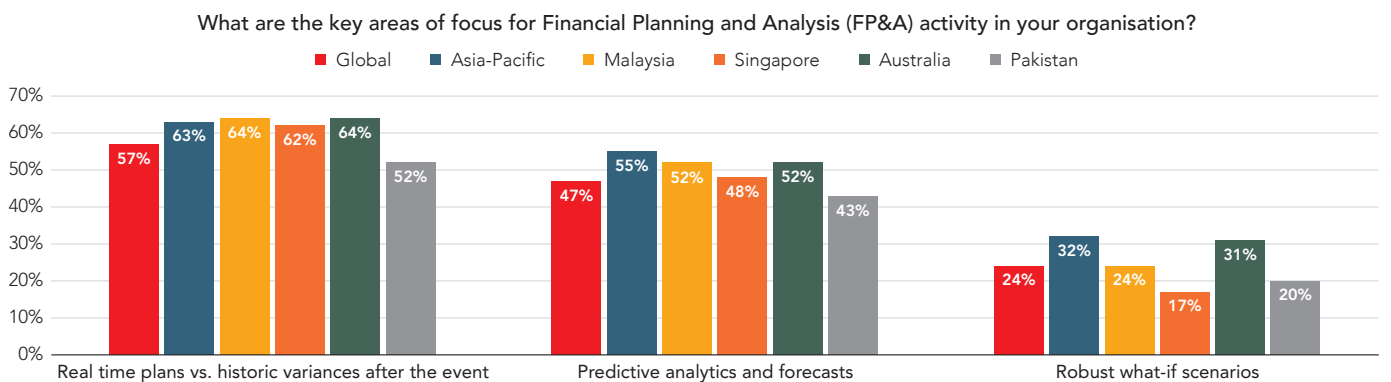 What are the key areas of focus for Financial Planning and Analysis (FP&A) activity in your organisation?
Global Asia-Pacific Malaysia Singapore Australia Pakistan
70%
60%
50%
40%
30%
20%
10%
0%
57% 63% 64% 62% 64% 52%
47% 55% 52% 48% 52% 43%
24% 32% 24% 17% 31% 20%
Real time plans vs. historic variances after the event
Predictive analytics and forecasts
Robust what-if scenarios